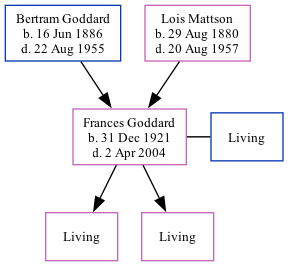 Bertram Goddard
b. 16 Jun 1886
d. 22 Aug 1955
Lois Mattson
b. 29 Aug 1880
d. 20 Aug 1957
Frances Goddard
b. 31 Dec 1921
d. 2 Apr 2004
Living
Living
Living